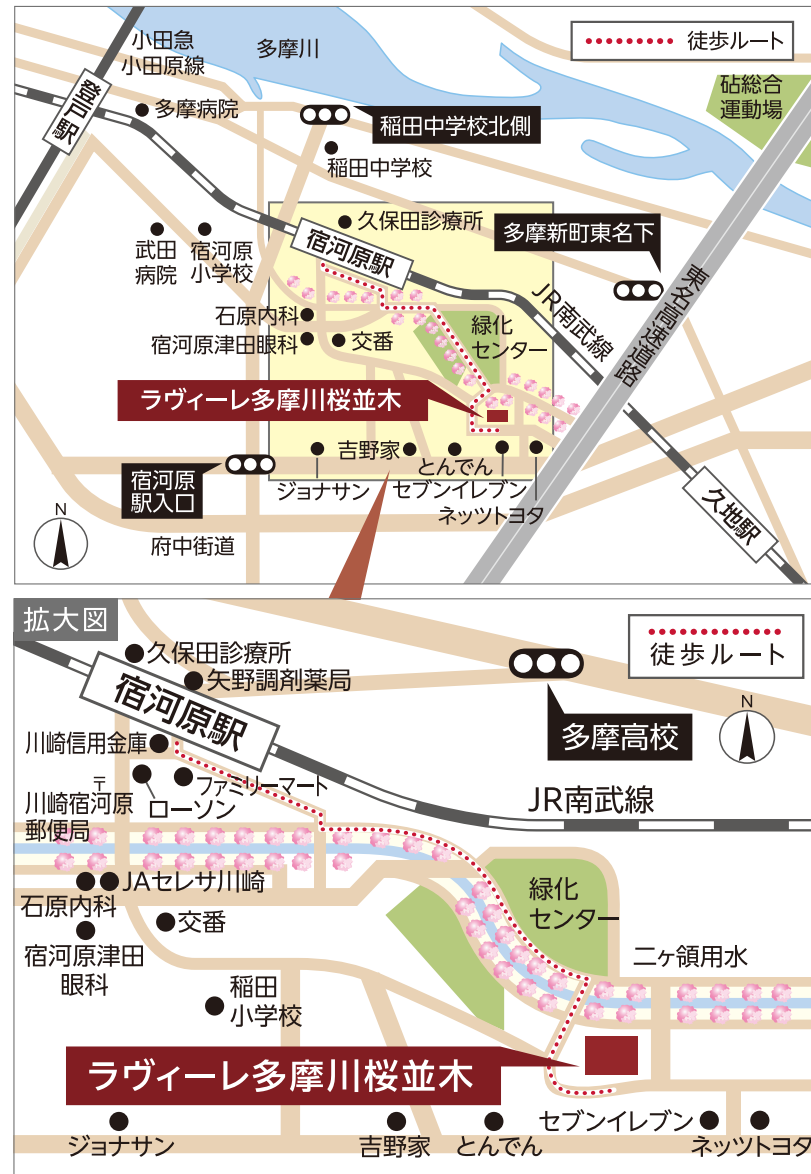 小田急
小田原線
多摩川
徒歩ルート
登戸駅
多摩病院
稲田中学校北側
砧総合
運動場
稲田中学校
久保田診療所
武田
病院
宿河原
小学校
宿河原駅
多摩新町東名下
東名高速道路
JR南武線
石原内科
宿河原津田眼科
交番
緑化
センター
ラヴィーレ多摩川桜並木
吉野家
とんでん
宿河原
駅入口
ジョナサン
セブンイレブン
ネッツトヨタ
久地駅
N
府中街道
拡大図
久保田診療所
矢野調剤薬局
徒歩ルート
宿河原駅
N
多摩高校
川崎信用金庫
〒
ファミリーマート
ローソン
川崎宿河原
郵便局
JR南武線
JAセレサ川崎
石原内科
緑化
センター
交番
宿河原津田
眼科
二ヶ領用水
稲田
小学校
ラヴィーレ多摩川桜並木
セブンイレブン
ジョナサン
吉野家
とんでん
ネッツトヨタ